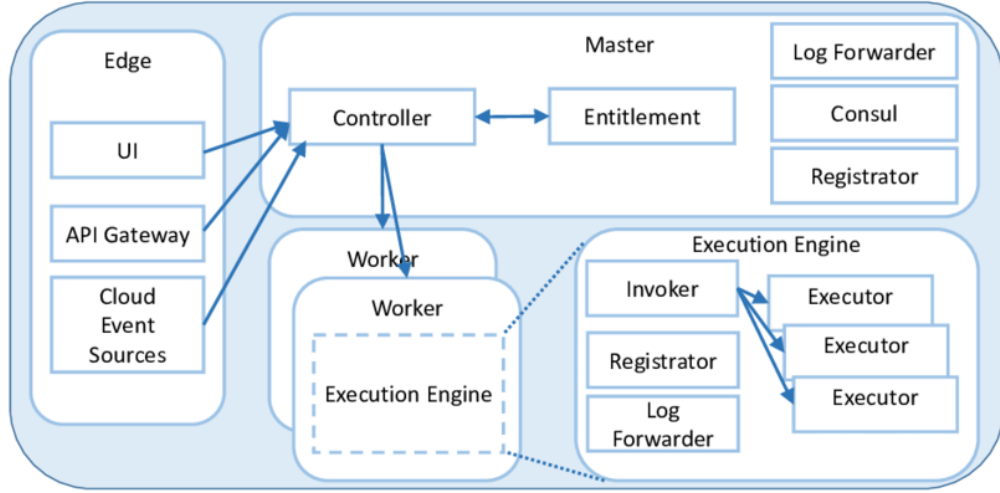 Edge
UI
API Gateway
Cloud
Event
Sources
Master
Controller
Entitlement
Log Forwarder
Consul
Registrator
Worker
Worker
Execution Engine
Execution Engine
Invoker
Registrator
Log
Forwarder
Executor
Executor
Executor